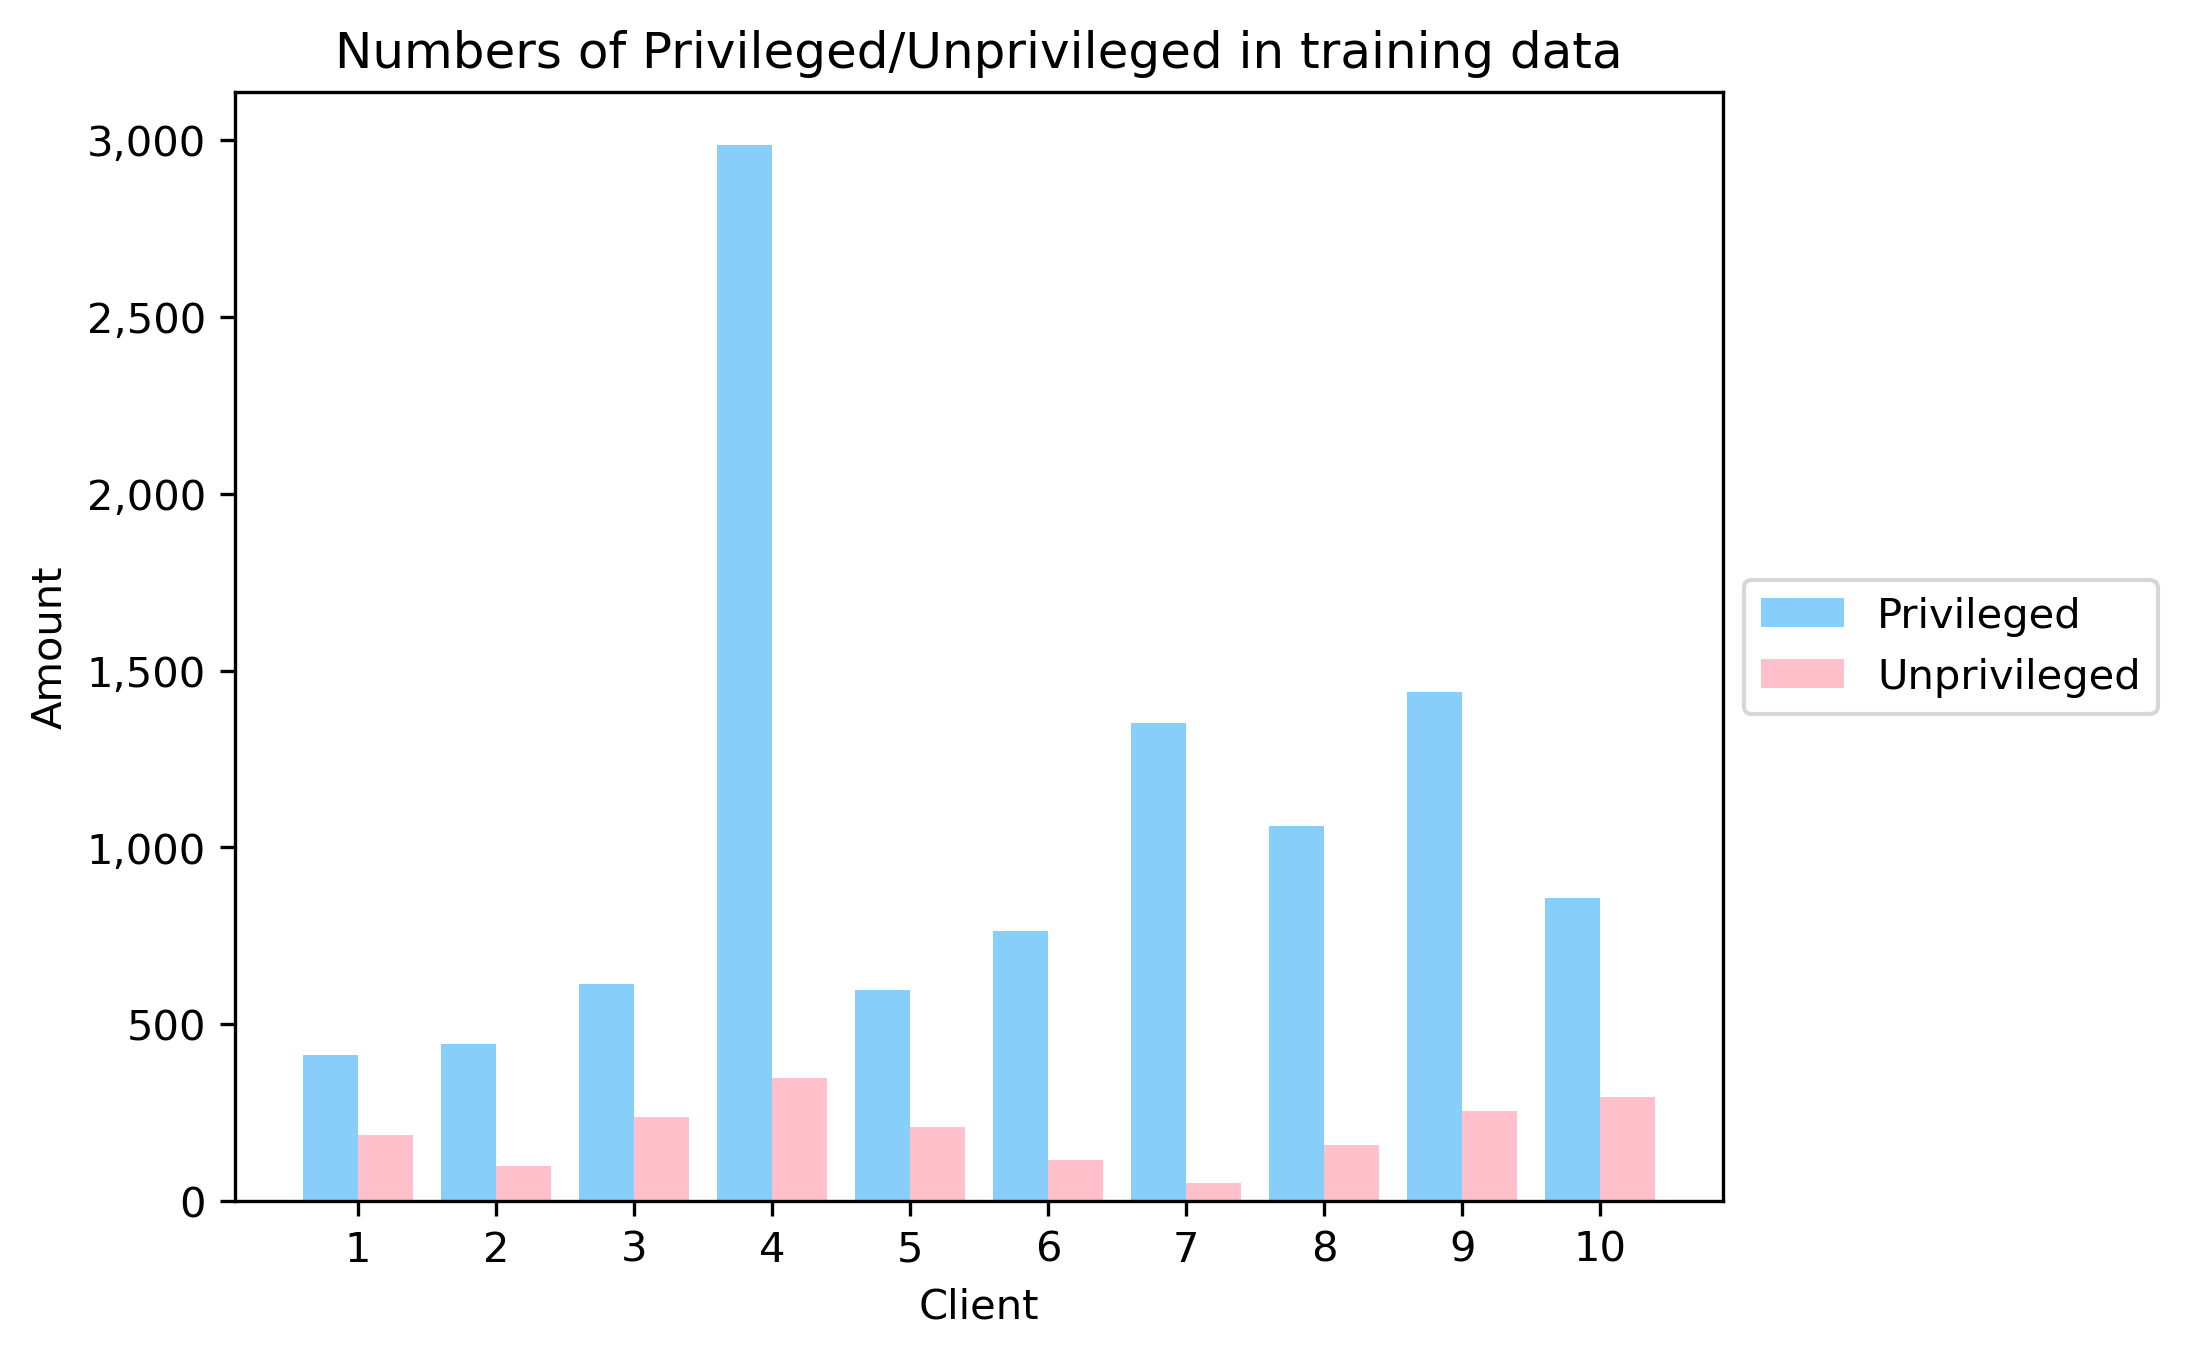 Numbers of Privileged/Unprivileged in training data
3,000
2,500
2,000
1,500
1,000
500
0
Amount
1 2 3 4 5 6 7 8 9 10
Client
Privileged
Unprivileged